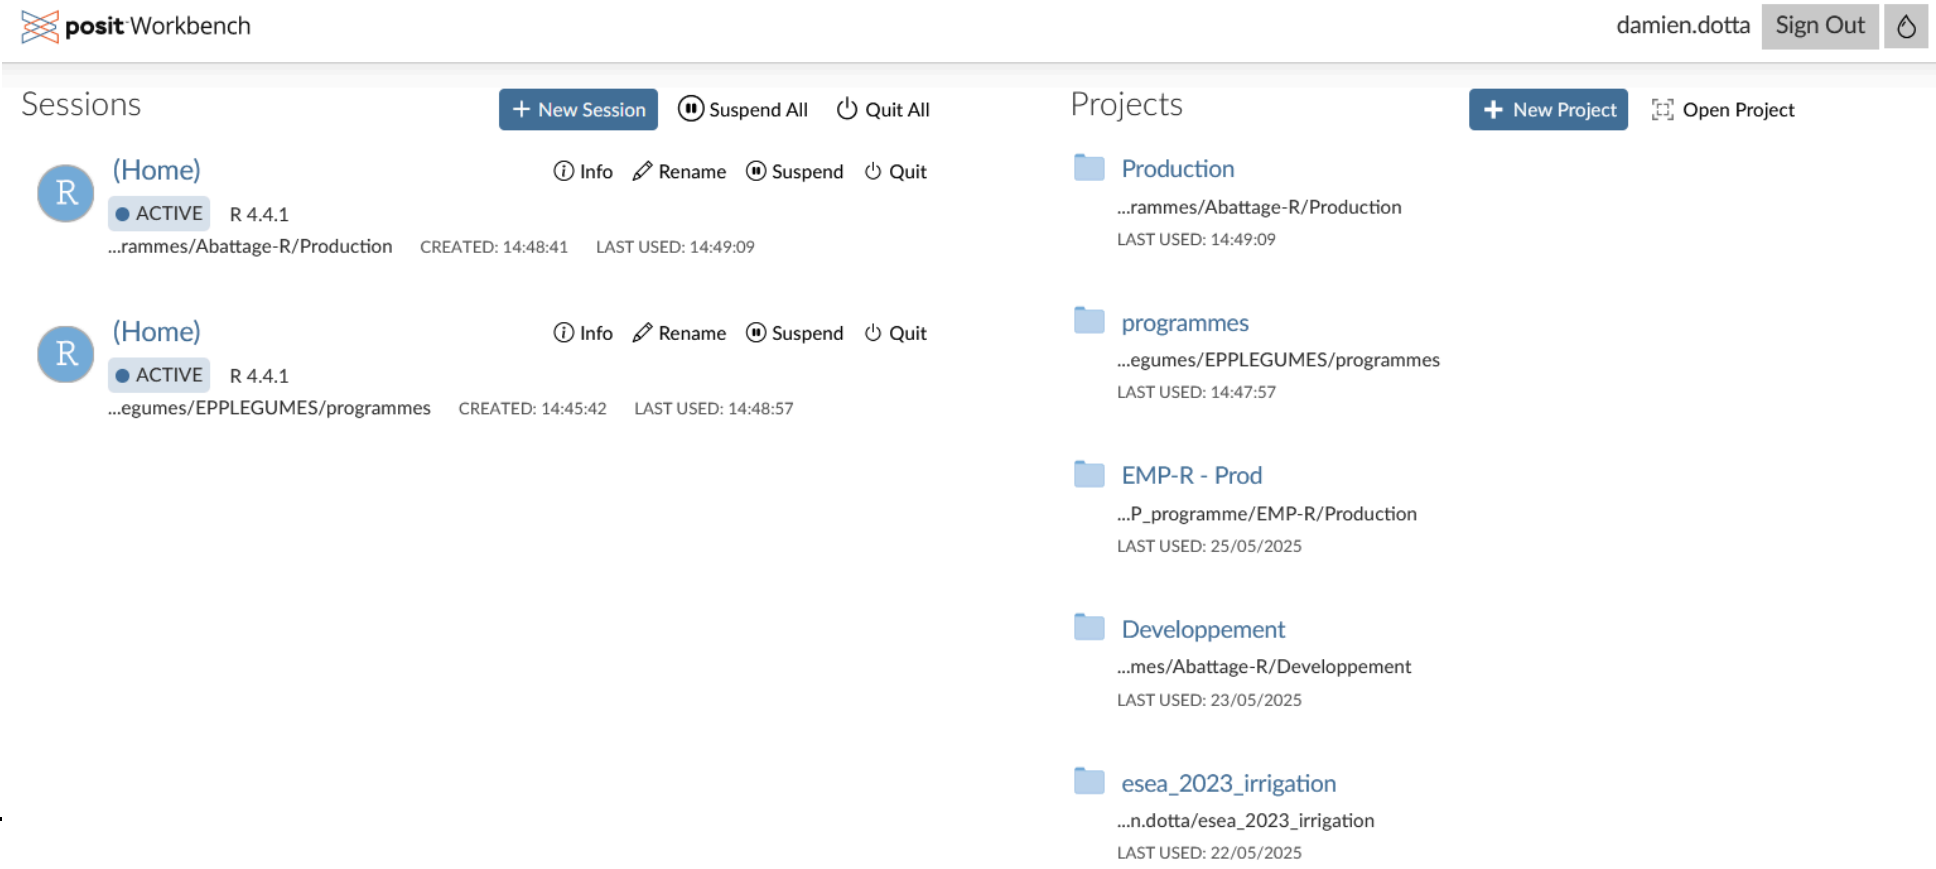 posit Workbench
damien.dotta Sign Out
Sessions
+ New Session Suspend All Quit All
R
(Home)
Info Rename Suspend Quit
ACTIVE R 4.4.1
...rammes/Abattage-R/Production CREATED: 14:48:41 LAST USED: 14:49:09
R
(Home)
Info Rename Suspend Quit
ACTIVE R 4.4.1
...egumes/EPPLEGUMES/programmes CREATED: 14:45:42 LAST USED: 14:48:57
Projects
+ New Project Open Project
Production
...rammes/Abattage-R/Production
LAST USED: 14:49:09
programmes
...egumes/EPPLEGUMES/programmes
LAST USED: 14:47:57
EMP-R - Prod
...P_programme/EMP-R/Production
LAST USED: 25/05/2025
Developpement
...mes/Abattage-R/Developpement
LAST USED: 23/05/2025
esea_2023_irrigation
...n.dotta/esea_2023_irrigation
LAST USED: 22/05/2025